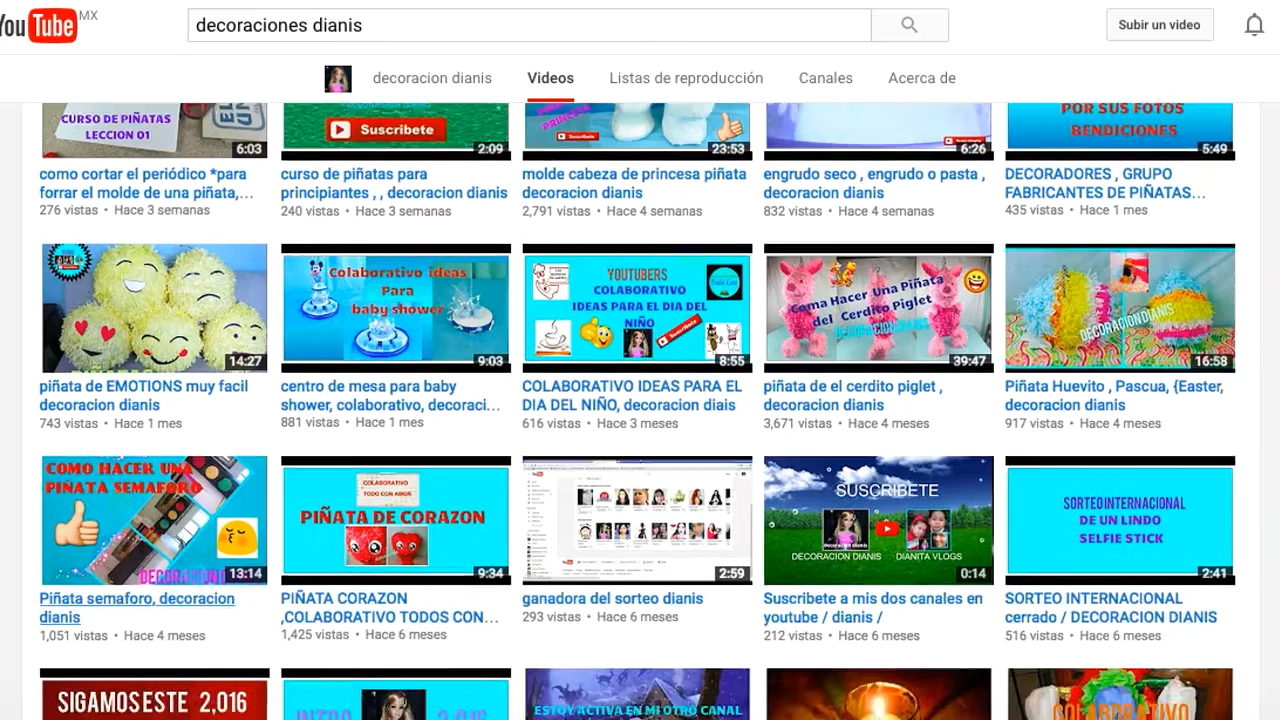 YouTube MX
decoraciones dianis
Subir un video
decoracion dianis
Videos
Listas de reproducción
Canales
Acerca de
CURSO DE PIÑATAS
LECCION 01
6:03
Suscribete
2:09
PRINCESA
Suscribete
23:53
6:26
POR SUS FOTOS
BENDICIONES
5:49
como cortar el periódico *para
forrar el molde de una piñata,...
276 vistas • Hace 3 semanas
curso de piñatas para
principiantes , , decoracion dianis
240 vistas • Hace 3 semanas
molde cabeza de princesa piñata
decoracion dianis
2,791 vistas • Hace 4 semanas
engrudo seco , engrudo o pasta ,
decoracion dianis
832 vistas • Hace 4 semanas
DECORADORES , GRUPO
FABRICANTES DE PIÑATAS...
435 vistas • Hace 1 mes
14:27
Colaborativo ideas
Para
baby shower
9:03
YOUTUBERS
COLABORATIVO
IDEAS PARA EL DIA DEL
NIÑO
Suscribete
8:55
Coma Hacer Una Piñata
del Cerdito Piglet
DECORACIONDIANIS
39:47
DECORACIONDIANIS
16:58
piñata de EMOTIONS muy facil
decoracion dianis
743 vistas • Hace 1 mes
centro de mesa para baby
shower, colaborativo, decoraci...
881 vistas • Hace 1 mes
COLABORATIVO IDEAS PARA EL
DIA DEL NIÑO, decoracion diais
616 vistas • Hace 3 meses
piñata de el cerdito piglet ,
decoracion dianis
3,671 vistas • Hace 4 meses
Piñata Huevito , Pascua, {Easter,
decoracion dianis
917 vistas • Hace 4 meses
COMO HACER UNA
PIÑATA SEMAFORO
DECORACION
13:14
COLABORATIVO
TODO CON AMOR
PIÑATA DE CORAZON
9:34
2:59
SUSCRIBETE
DECORACION DIANIS
DIANITA VLOGS
0:14
SORTEO INTERNACIONAL
DE UN LINDO
SELFIE STICK
2:41
Piñata semaforo, decoracion
dianis
1,051 vistas • Hace 4 meses
PIÑATA CORAZON
,COLABORATIVO TODOS CON...
1,425 vistas • Hace 6 meses
ganadora del sorteo dianis
293 vistas • Hace 6 meses
Suscribete a mis dos canales en
youtube / dianis /
212 vistas • Hace 6 meses
SORTEO INTERNACIONAL
cerrado / DECORACION DIANIS
516 vistas • Hace 6 meses
SIGAMOS ESTE 2,016
INTRO 2,016
ESTOY ACTIVA EN MI OTRO CANAL
COLABORATIVO